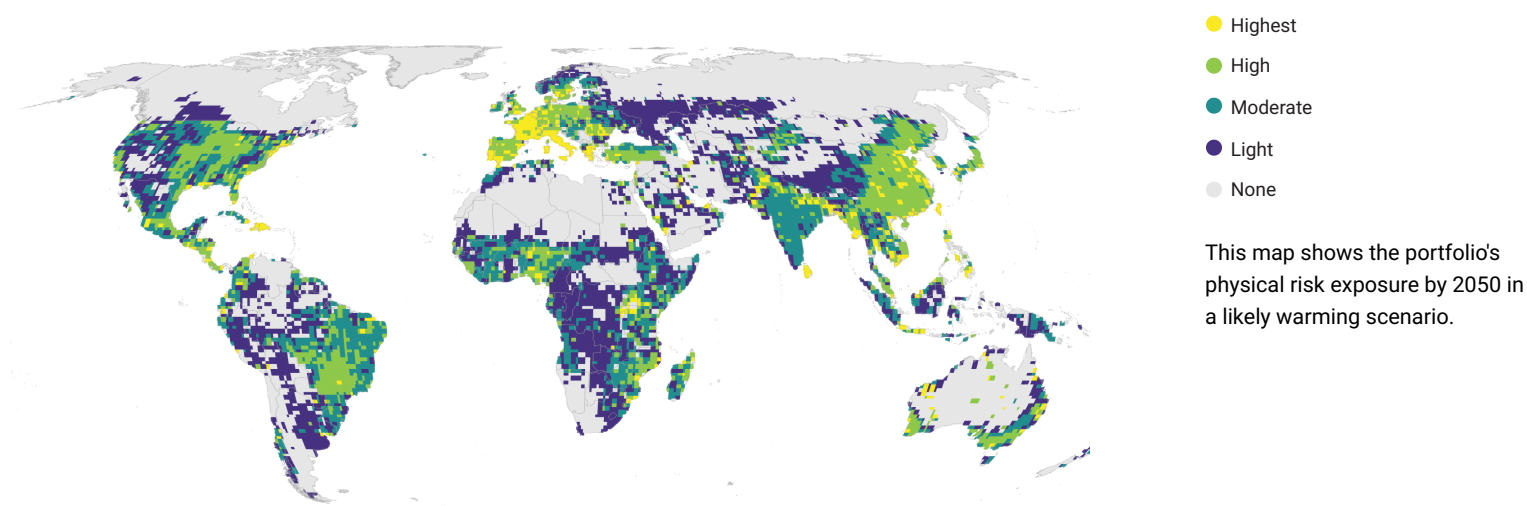 Highest
High
Moderate
Light
None
This map shows the portfolio's
physical risk exposure by 2050 in
a likely warming scenario.